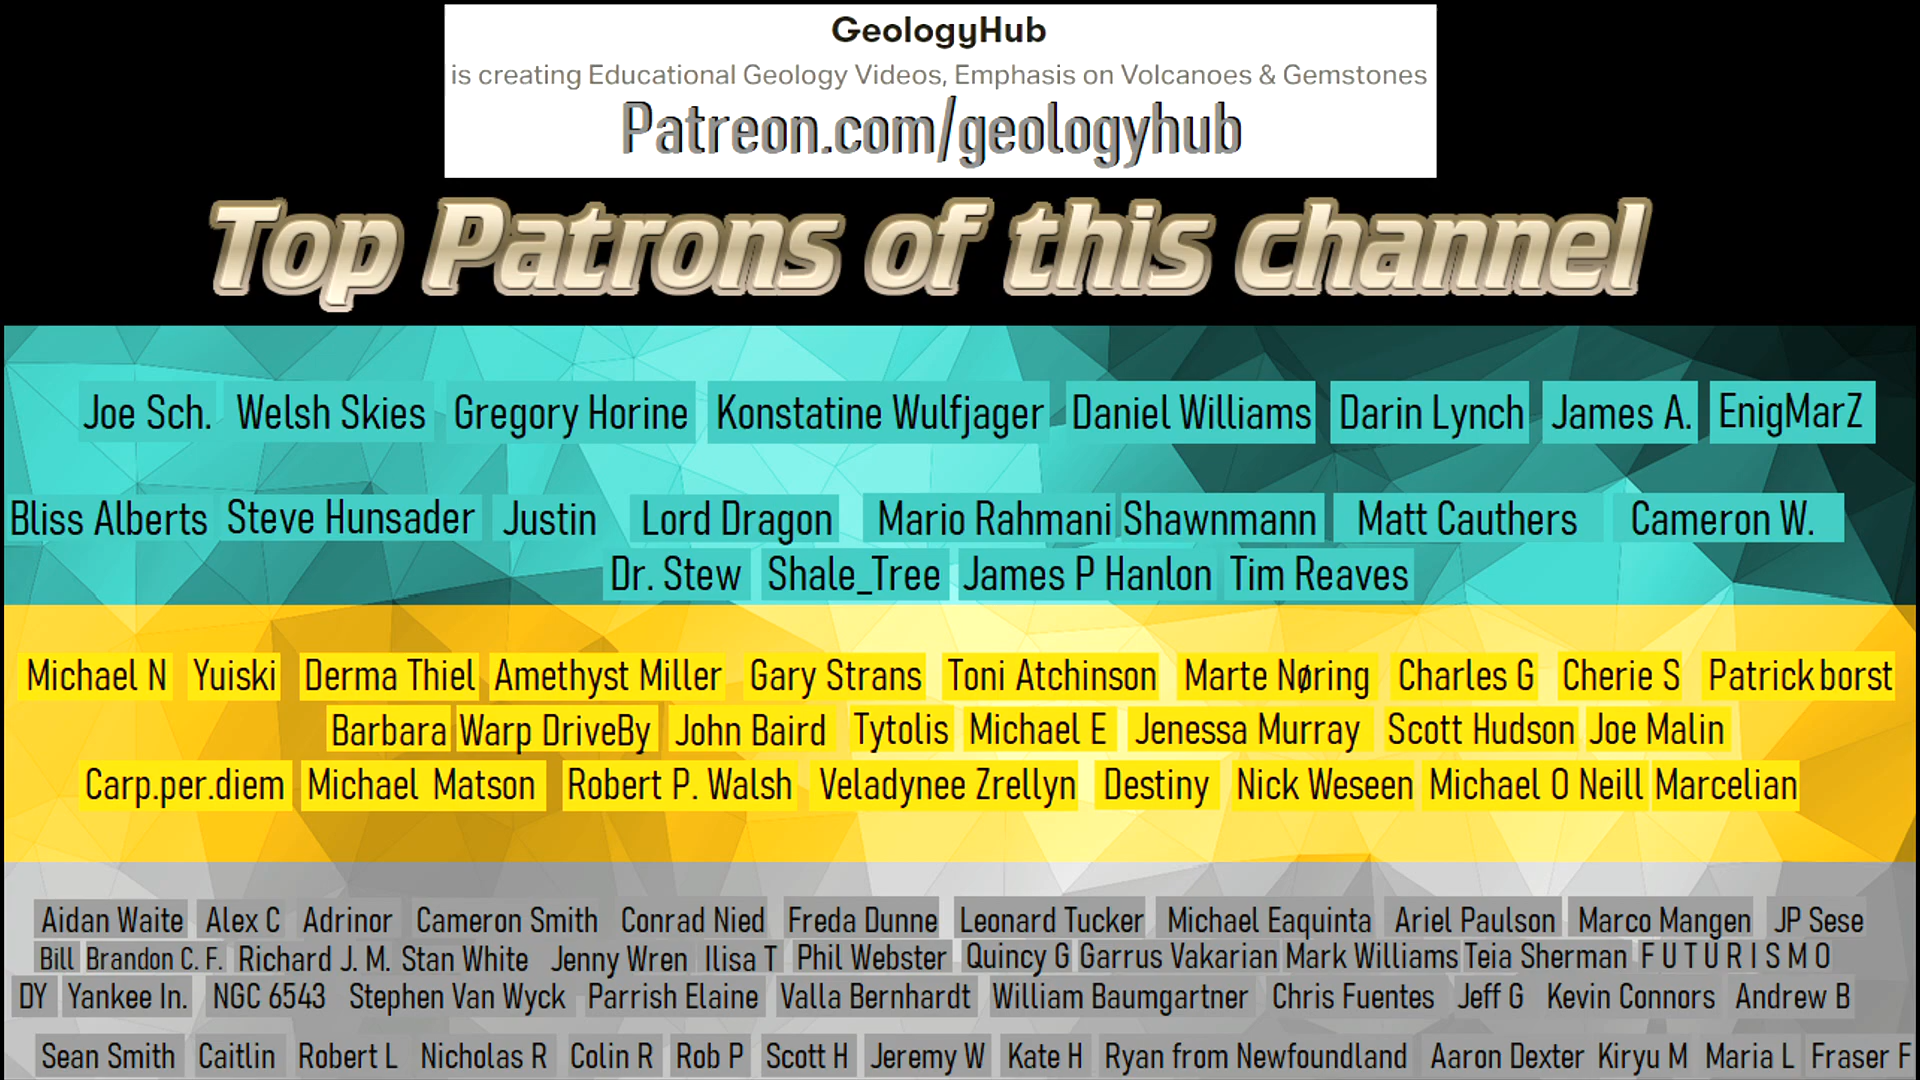 GeologyHub
is creating Educational Geology Videos, Emphasis on Volcanoes & Gemstones
Patreon.com/geologyhub
Top Patrons of this channel
Joe Sch. Welsh Skies Gregory Horine Konstatine Wulfjager Daniel Williams Darin Lynch James A. EnigMarZ
Bliss Alberts Steve Hunsader Justin Lord Dragon Mario Rahmani Shawnmann Matt Cauthers Cameron W.
Dr. Stew Shale_Tree James P Hanlon Tim Reaves
Michael N Yuiski Derma Thiel Amethyst Miller Gary Strans Toni Atchinson Marte Nøring Charles G Cherie S Patrick borst
Barbara Warp DriveBy John Baird Tytolis Michael E Jenessa Murray Scott Hudson Joe Malin
Carp.per.diem Michael Matson Robert P. Walsh Veladynee Zrellyn Destiny Nick Weseen Michael O Neill Marcelian
Aidan Waite Alex C Adrinor Cameron Smith Conrad Nied Freda Dunne Leonard Tucker Michael Eaquinta Ariel Paulson Marco Mangen JP Sese
Bill Brandon C. F. Richard J. M. Stan White Jenny Wren Ilisa T Phil Webster Quincy G Garrus Vakarian Mark Williams Teia Sherman F U T U R I S M O
DY Yankee In. NGC 6543 Stephen Van Wyck Parrish Elaine Valla Bernhardt William Baumgartner Chris Fuentes Jeff G Kevin Connors Andrew B
Sean Smith Caitlin Robert L Nicholas R Colin R Rob P Scott H Jeremy W Kate H Ryan from Newfoundland Aaron Dexter Kiryu M Maria L Fraser F